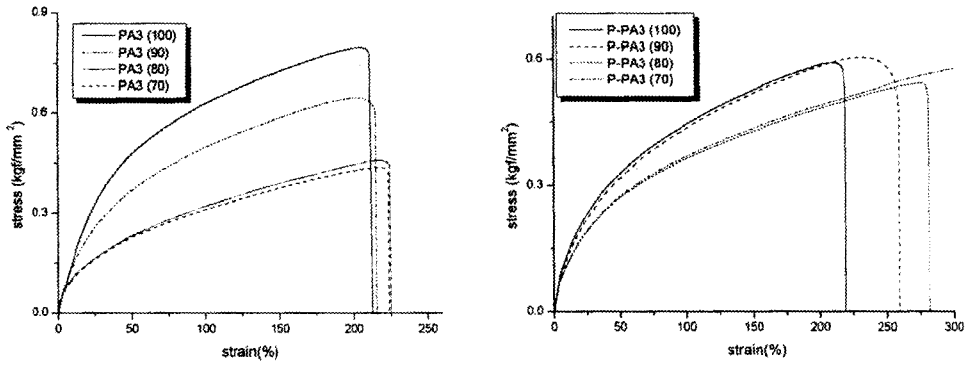 0.9
0.6
0.3
0.0
stress (kgf/mm²)
PA3 (100)
PA3 (90)
PA3 (80)
PA3 (70)
0 50 100 150 200 250
strain(%)
0.6
0.3
0.0
stress (kgf/mm²)
P-PA3 (100)
P-PA3 (90)
P-PA3 (80)
P-PA3 (70)
0 50 100 150 200 250 300
strain(%)